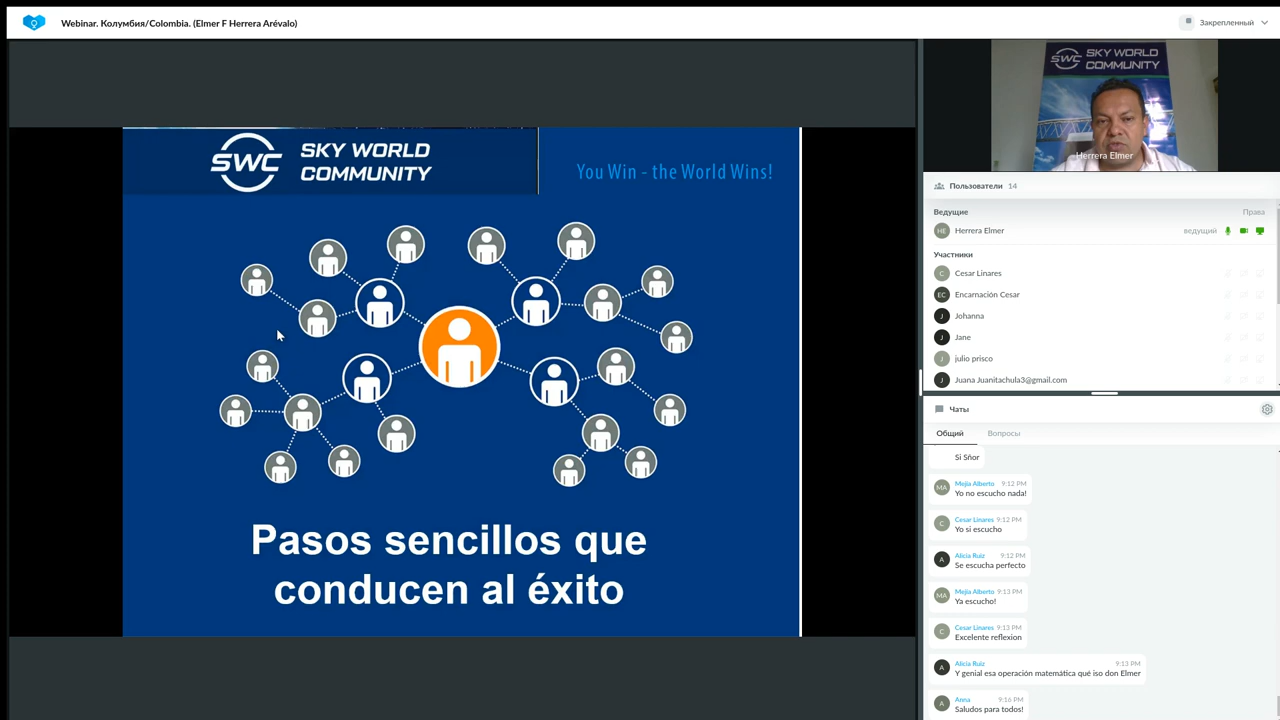 Webinar. Колумбия/Colombia. (Elmer F Herrera Arévalo)
Закрепленный
SWC
SKY WORLD
COMMUNITY
You Win - the World Wins!
Pasos sencillos que
conducen al éxito
SWC
SKY WORLD
COMMUNITY
Herrera Elmer
Пользователи 14
Ведущие Права
HE Herrera Elmer ведущий
Участники
C Cesar Linares
EC Encarnación Cesar
J Johanna
J Jane
J julio prisco
J Juana Juanitachula3@gmail.com
Чаты
Общий Вопросы
Si Sñor
Mejia Alberto 9:12 PM
MA Yo no escucho nada!
Cesar Linares 9:12 PM
C Yo si escucho
Alicia Ruiz 9:12 PM
A Se escucha perfecto
Mejia Alberto 9:13 PM
MA Ya escucho!
Cesar Linares 9:13 PM
C Excelente reflexion
Alicia Ruiz 9:13 PM
A Y genial esa operación matemática qué iso don Elmer
Anna 9:16 PM
A Saludos para todos!